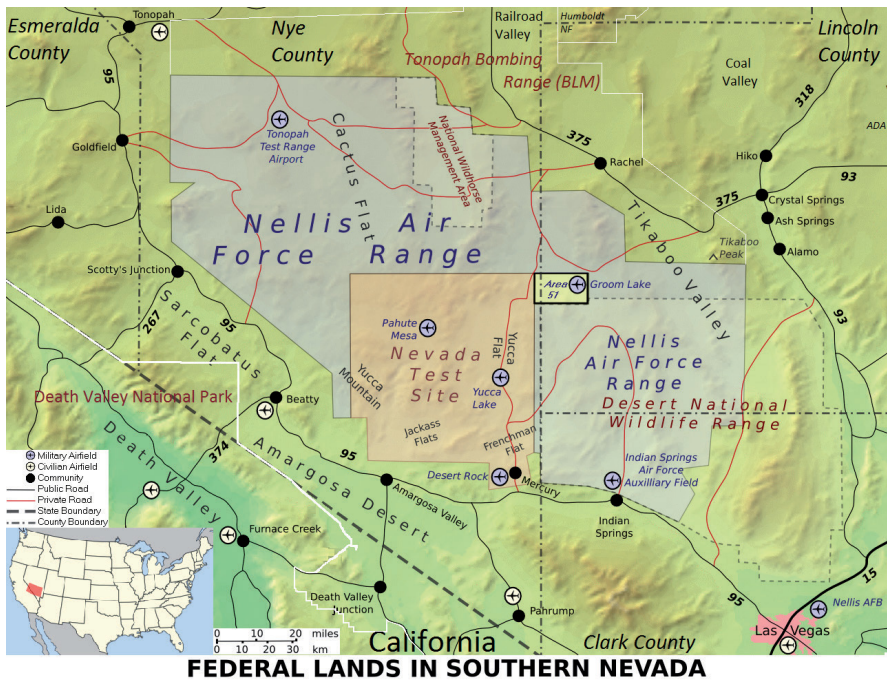 Tonopah
Esmeralda
County
Nye
County
Railroad
Valley
Humboldt
NF
Lincoln
County
Tonopah Bombing
Range (BLM)
Coal
Valley
95
318
ADA
Tonopah
Test Range
Airport
Cactus Flat
National Wildhorse
Management Area
375
Goldfield
Rachel
Hiko
93
375
Crystal Springs
Ash Springs
Lida
Nellis Air
Force Range
Tikaboo Valley
Tikaboo
Peak
Alamo
Scotty's Junction
Area
51
Groom Lake
267
Sarcobatus
Flat
95
93
Pahute
Mesa
Yucca
Flat
Nevada
Test
Site
Nellis
Air Force
Range
Yucca
Mountain
Yucca
Lake
Death Valley National Park
Beatty
Desert National
Wildlife Range
Jackass
Flats
Frenchman
Flat
Death Valley
374
Amargosa Desert
95
Military Airfield
Civilian Airfield
Community
Public Road
Private Road
State Boundary
County Boundary
Desert Rock
Mercury
Indian Springs
Air Force
Auxilliary Field
Amargosa Valley
Indian
Springs
Furnace Creek
Death Valley
Junction
Pahrump
95
15
Nellis AFB
Las Vegas
0 10 20 miles
0 10 20 30 km
California
Clark County
FEDERAL LANDS IN SOUTHERN NEVADA